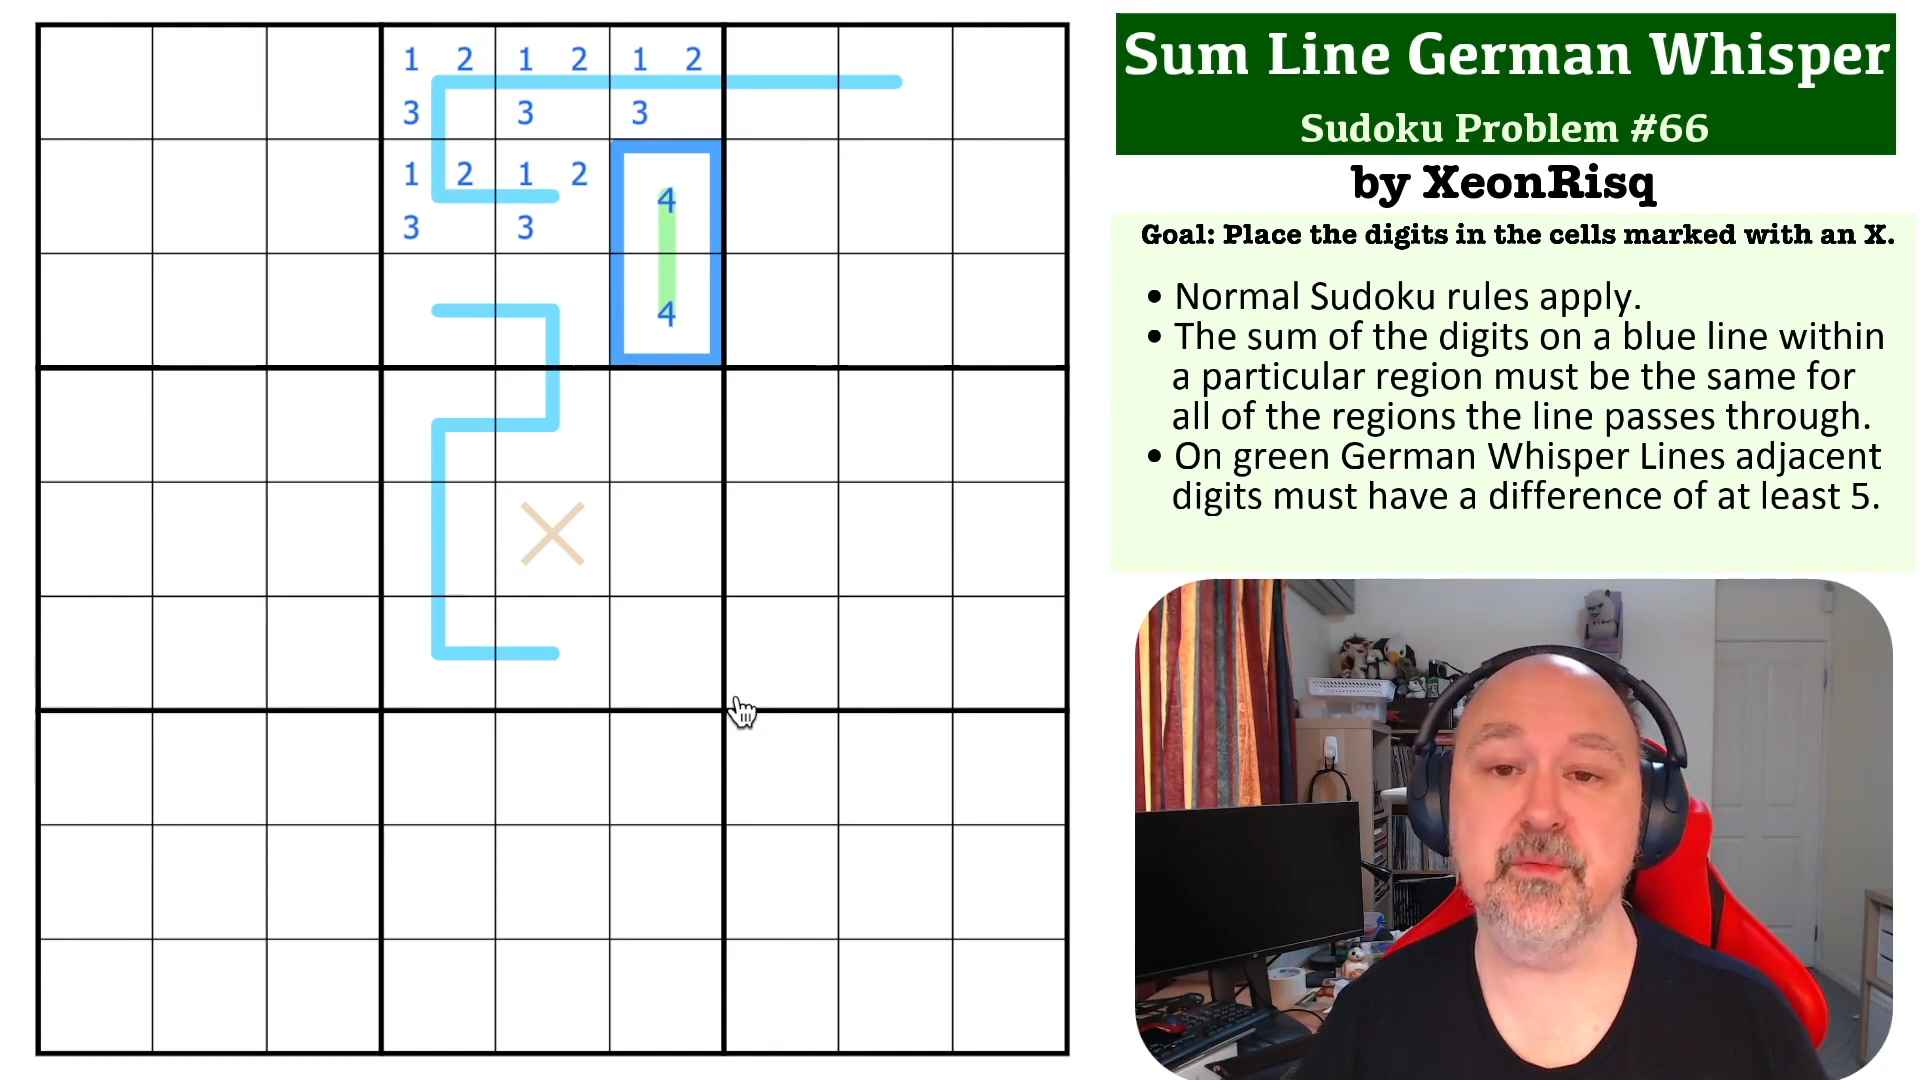 1 2 1 2 1 2
3 3 3
1 2 1 2
4
3 3
4
Sum Line German Whisper
Sudoku Problem #66
by XeonRisq
Goal: Place the digits in the cells marked with an X.
• Normal Sudoku rules apply.
• The sum of the digits on a blue line within
a particular region must be the same for
all of the regions the line passes through.
• On green German Whisper Lines adjacent
digits must have a difference of at least 5.